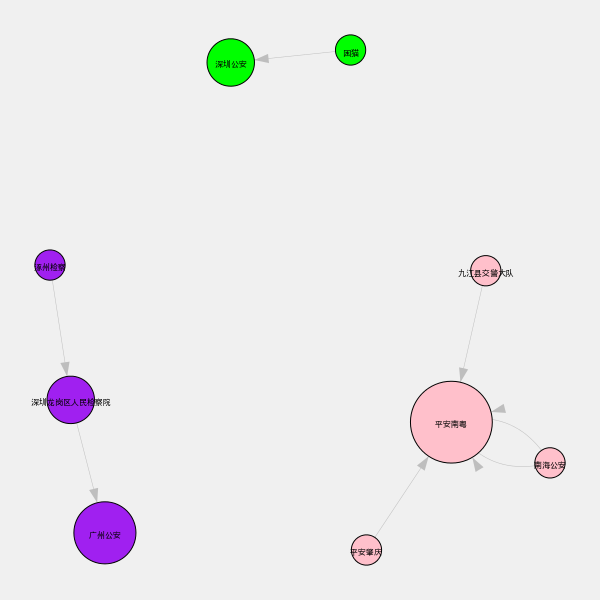 困猫
深圳公安
涿州检察
九江县交警大队
深圳龙岗区人民检察院
平安南粤
南海公安
广州公安
平安肇庆